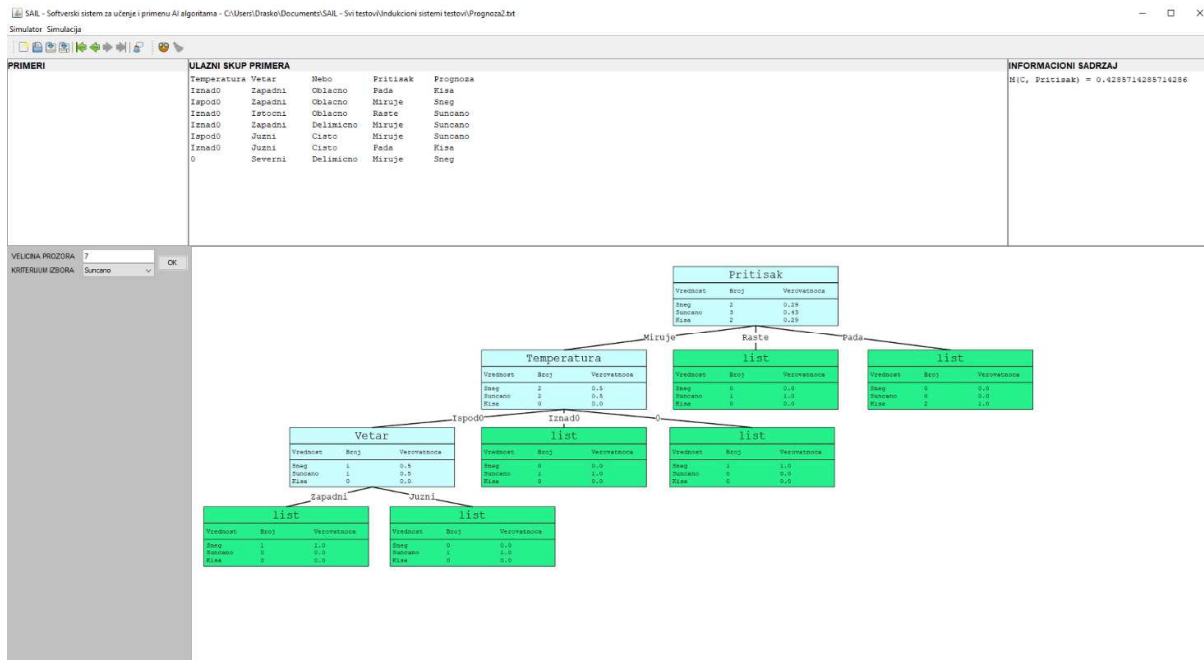 SAIL - Softverski sistem za učenje i primenu AI algoritama - C:\Users\Drasko\Documents\SAIL - Svi testovi\Indukcioni sistemi testovi\Prognoza2.txt
Simulator Simulacija
PRIMERI
ULAZNI SKUP PRIMERA
Temperatura Vetar Nebo Pritisak Prognoza
Iznad0 Zapadni Oblacno Pada Kisa
Ispod0 Zapadni Oblacno Miruje Sneg
Iznad0 Istocni Oblacno Raste Suncano
Iznad0 Zapadni Delimicno Miruje Suncano
Ispod0 Juzni Cisto Miruje Suncano
Iznad0 Juzni Cisto Pada Kisa
0 Severni Delimicno Miruje Sneg
INFORMACIONI SADRZAJ
M(C, Pritisak) = 0.4285714285714286
VELICINA PROZORA 7
KRITERIJUM IZBORA Suncano
OK
Pritisak
Vrednost Broj Verovatnoca
Sneg 2 0.29
Suncano 3 0.43
Kisa 2 0.29
Miruje Raste Pada
Temperatura
Vrednost Broj Verovatnoca
Sneg 2 0.5
Suncano 2 0.5
Kisa 0 0.0
list
Vrednost Broj Verovatnoca
Sneg 0 0.0
Suncano 1 1.0
Kisa 0 0.0
list
Vrednost Broj Verovatnoca
Sneg 0 0.0
Suncano 0 0.0
Kisa 2 1.0
Ispod0 Iznad0 0
Vetar
Vrednost Broj Verovatnoca
Sneg 1 0.5
Suncano 1 0.5
Kisa 0 0.0
list
Vrednost Broj Verovatnoca
Sneg 0 0.0
Suncano 1 1.0
Kisa 0 0.0
list
Vrednost Broj Verovatnoca
Sneg 1 1.0
Suncano 0 0.0
Kisa 0 0.0
Zapadni Juzni
list
Vrednost Broj Verovatnoca
Sneg 1 1.0
Suncano 0 0.0
Kisa 0 0.0
list
Vrednost Broj Verovatnoca
Sneg 0 0.0
Suncano 1 1.0
Kisa 0 0.0